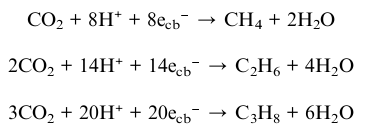 CO₂ + 8H⁺ + 8e_cb⁻ → CH₄ + 2H₂O
2CO₂ + 14H⁺ + 14e_cb⁻ → C₂H₆ + 4H₂O
3CO₂ + 20H⁺ + 20e_cb⁻ → C₃H₈ + 6H₂O